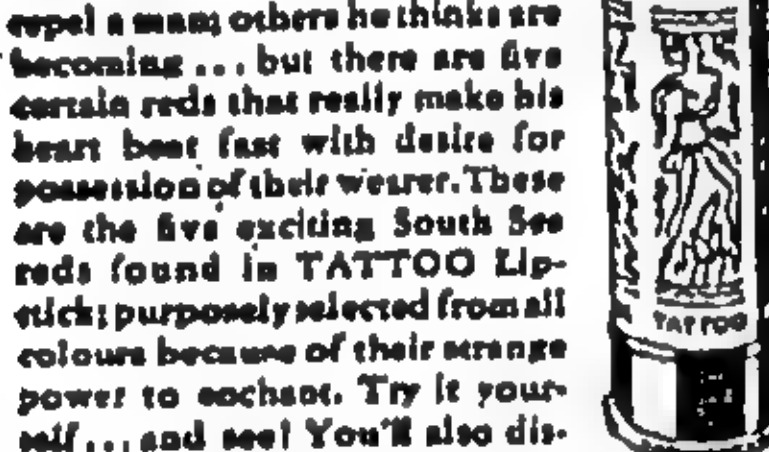 repel a man; others he thinks are
becoming ... but there are five
certain reds that really make his
heart beat fast with desire for
possession of their wearer. These
are the five exciting South Sea
reds found in TATTOO Lip-
stick; purposely selected from all
colours because of their strange
power to enchant. Try it your-
self ... and see! You'll also dis-
TATTOO